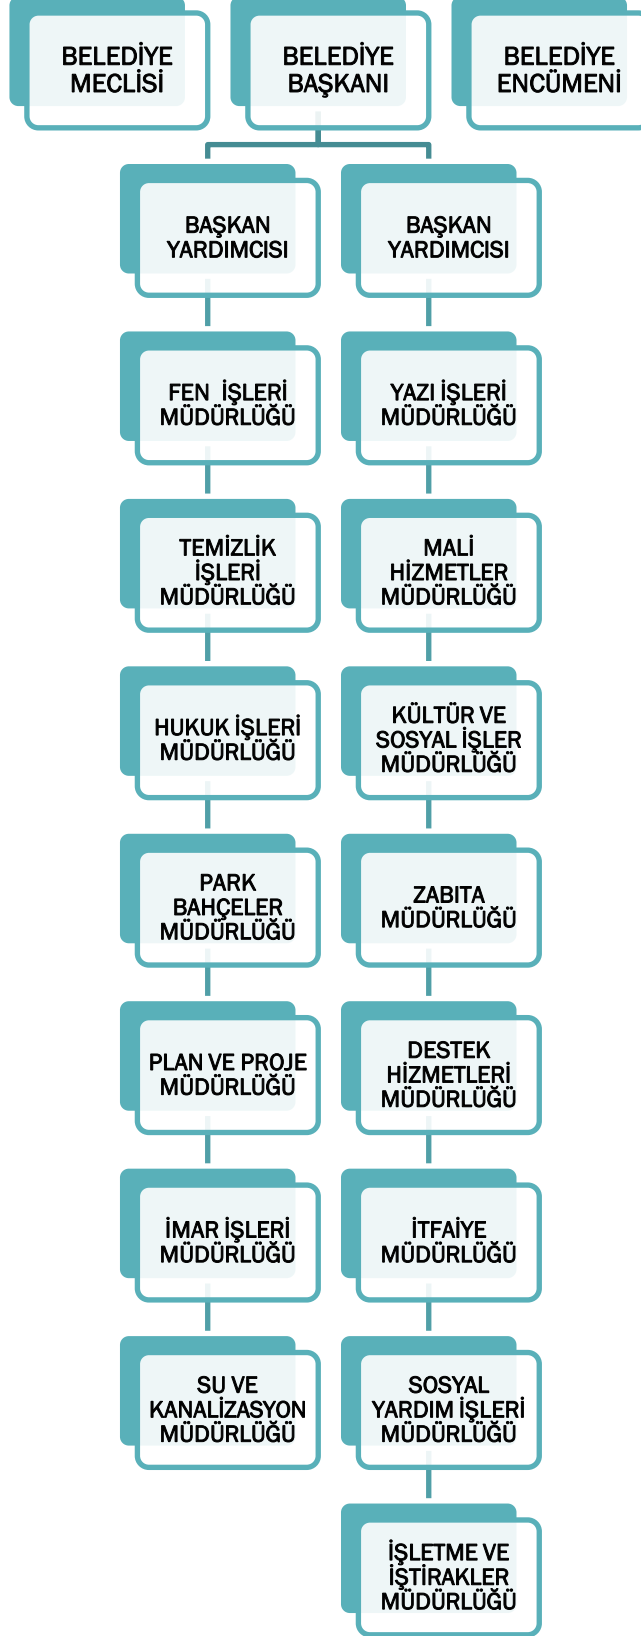 BELEDİYE
MECLİSİ
BELEDİYE
BAŞKANI
BELEDİYE
ENCÜMENİ
BAŞKAN
YARDIMCISI
FEN  İŞLERİ
MÜDÜRLÜĞÜ
TEMİZLİK
İŞLERİ
MÜDÜRLÜĞÜ
HUKUK İŞLERİ
MÜDÜRLÜĞÜ
PARK
BAHÇELER
MÜDÜRLÜĞÜ
PLAN VE PROJE
MÜDÜRLÜĞÜ
İMAR İŞLERİ
MÜDÜRLÜĞÜ
SU VE
KANALİZASYON
MÜDÜRLÜĞÜ
BAŞKAN
YARDIMCISI
YAZI İŞLERİ
MÜDÜRLÜĞÜ
MALİ
HİZMETLER
MÜDÜRLÜĞÜ
KÜLTÜR VE
SOSYAL İŞLER
MÜDÜRLÜĞÜ
ZABITA
MÜDÜRLÜĞÜ
DESTEK
HİZMETLERİ
MÜDÜRLÜĞÜ
İTFAİYE
MÜDÜRLÜĞÜ
SOSYAL
YARDIM İŞLERİ
MÜDÜRLÜĞÜ
İŞLETME VE
İŞTİRAKLER
MÜDÜRLÜĞÜ